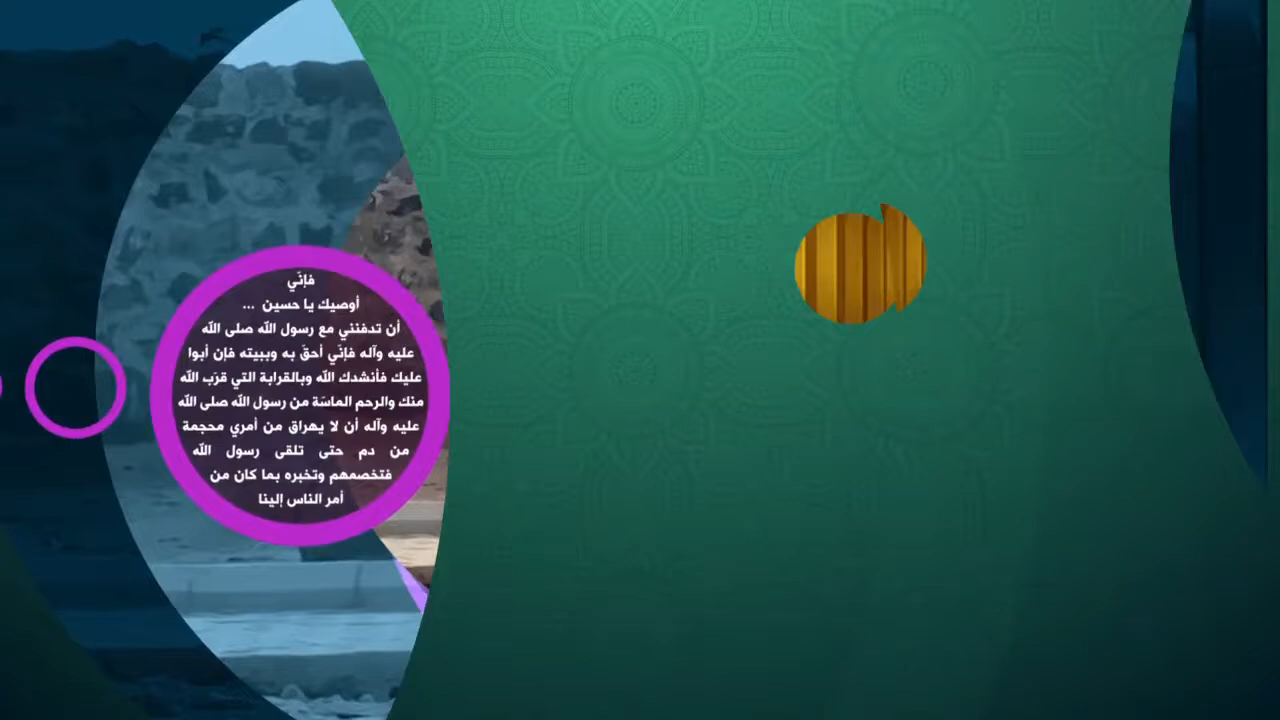 فإنّي
أوصيك يا حسين ...
أن تدفنني مع رسول الله صلى الله
عليه وآله فإنّي أحقّ به وببيته فإن أبوا
عليك فأنشدك الله وبالقرابة التي قرّب الله
منك والرحم الماسّة من رسول الله صلى الله
عليه وآله أن لا يهراق من أمري محجمة
من دم حتى تلقى رسول الله
فتخصمهم وتخبره بما كان من
أمر الناس إلينا